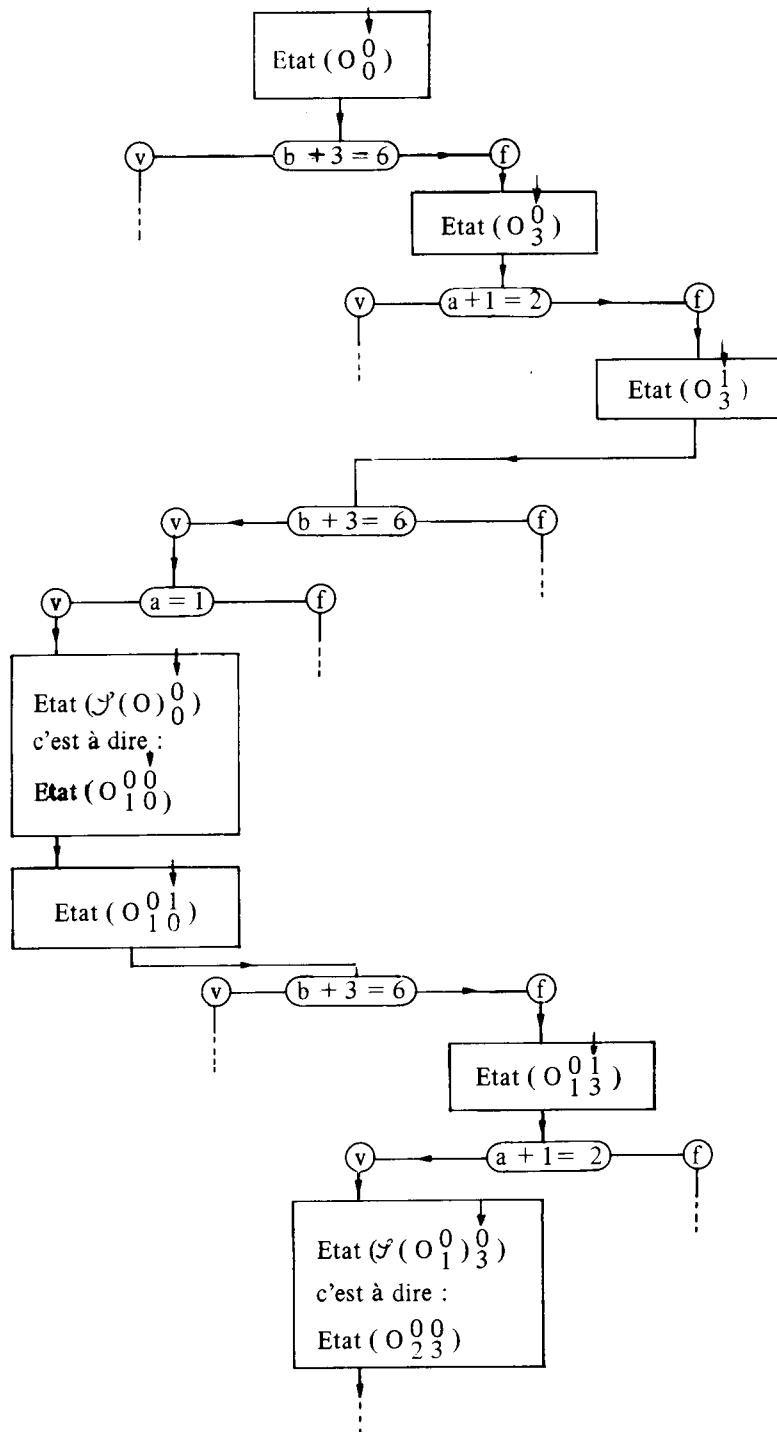 Etat ( O 0 0 )
v b + 3 = 6 f
Etat ( O 0 3 )
v a + 1 = 2 f
Etat ( O 1 3 )
v b + 3 = 6 f
v a = 1 f
Etat ( 𝒮 ( O ) 0 0 )
c'est à dire :
Etat ( O 0 0 1 0 )
Etat ( O 0 1 1 0 )
v b + 3 = 6 f
Etat ( O 0 1 1 3 )
v a + 1 = 2 f
Etat ( 𝒮 ( O 0 1 ) 0 3 )
c'est à dire :
Etat ( O 0 0 2 3 )